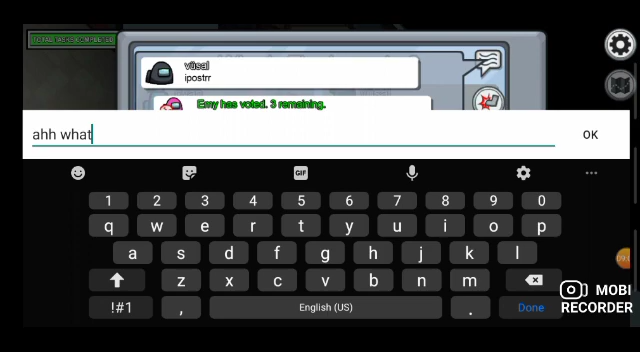 TOTAL TASKS COMPLETED
vüsal
ipostrr
Emy has voted. 3 remaining.
ahh what
OK
GIF
1 2 3 4 5 6 7 8 9 0
q w e r t y u i o p
a s d f g h j k l
z x c v b n m
!#1 , English (US) . Done
MOBI
RECORDER